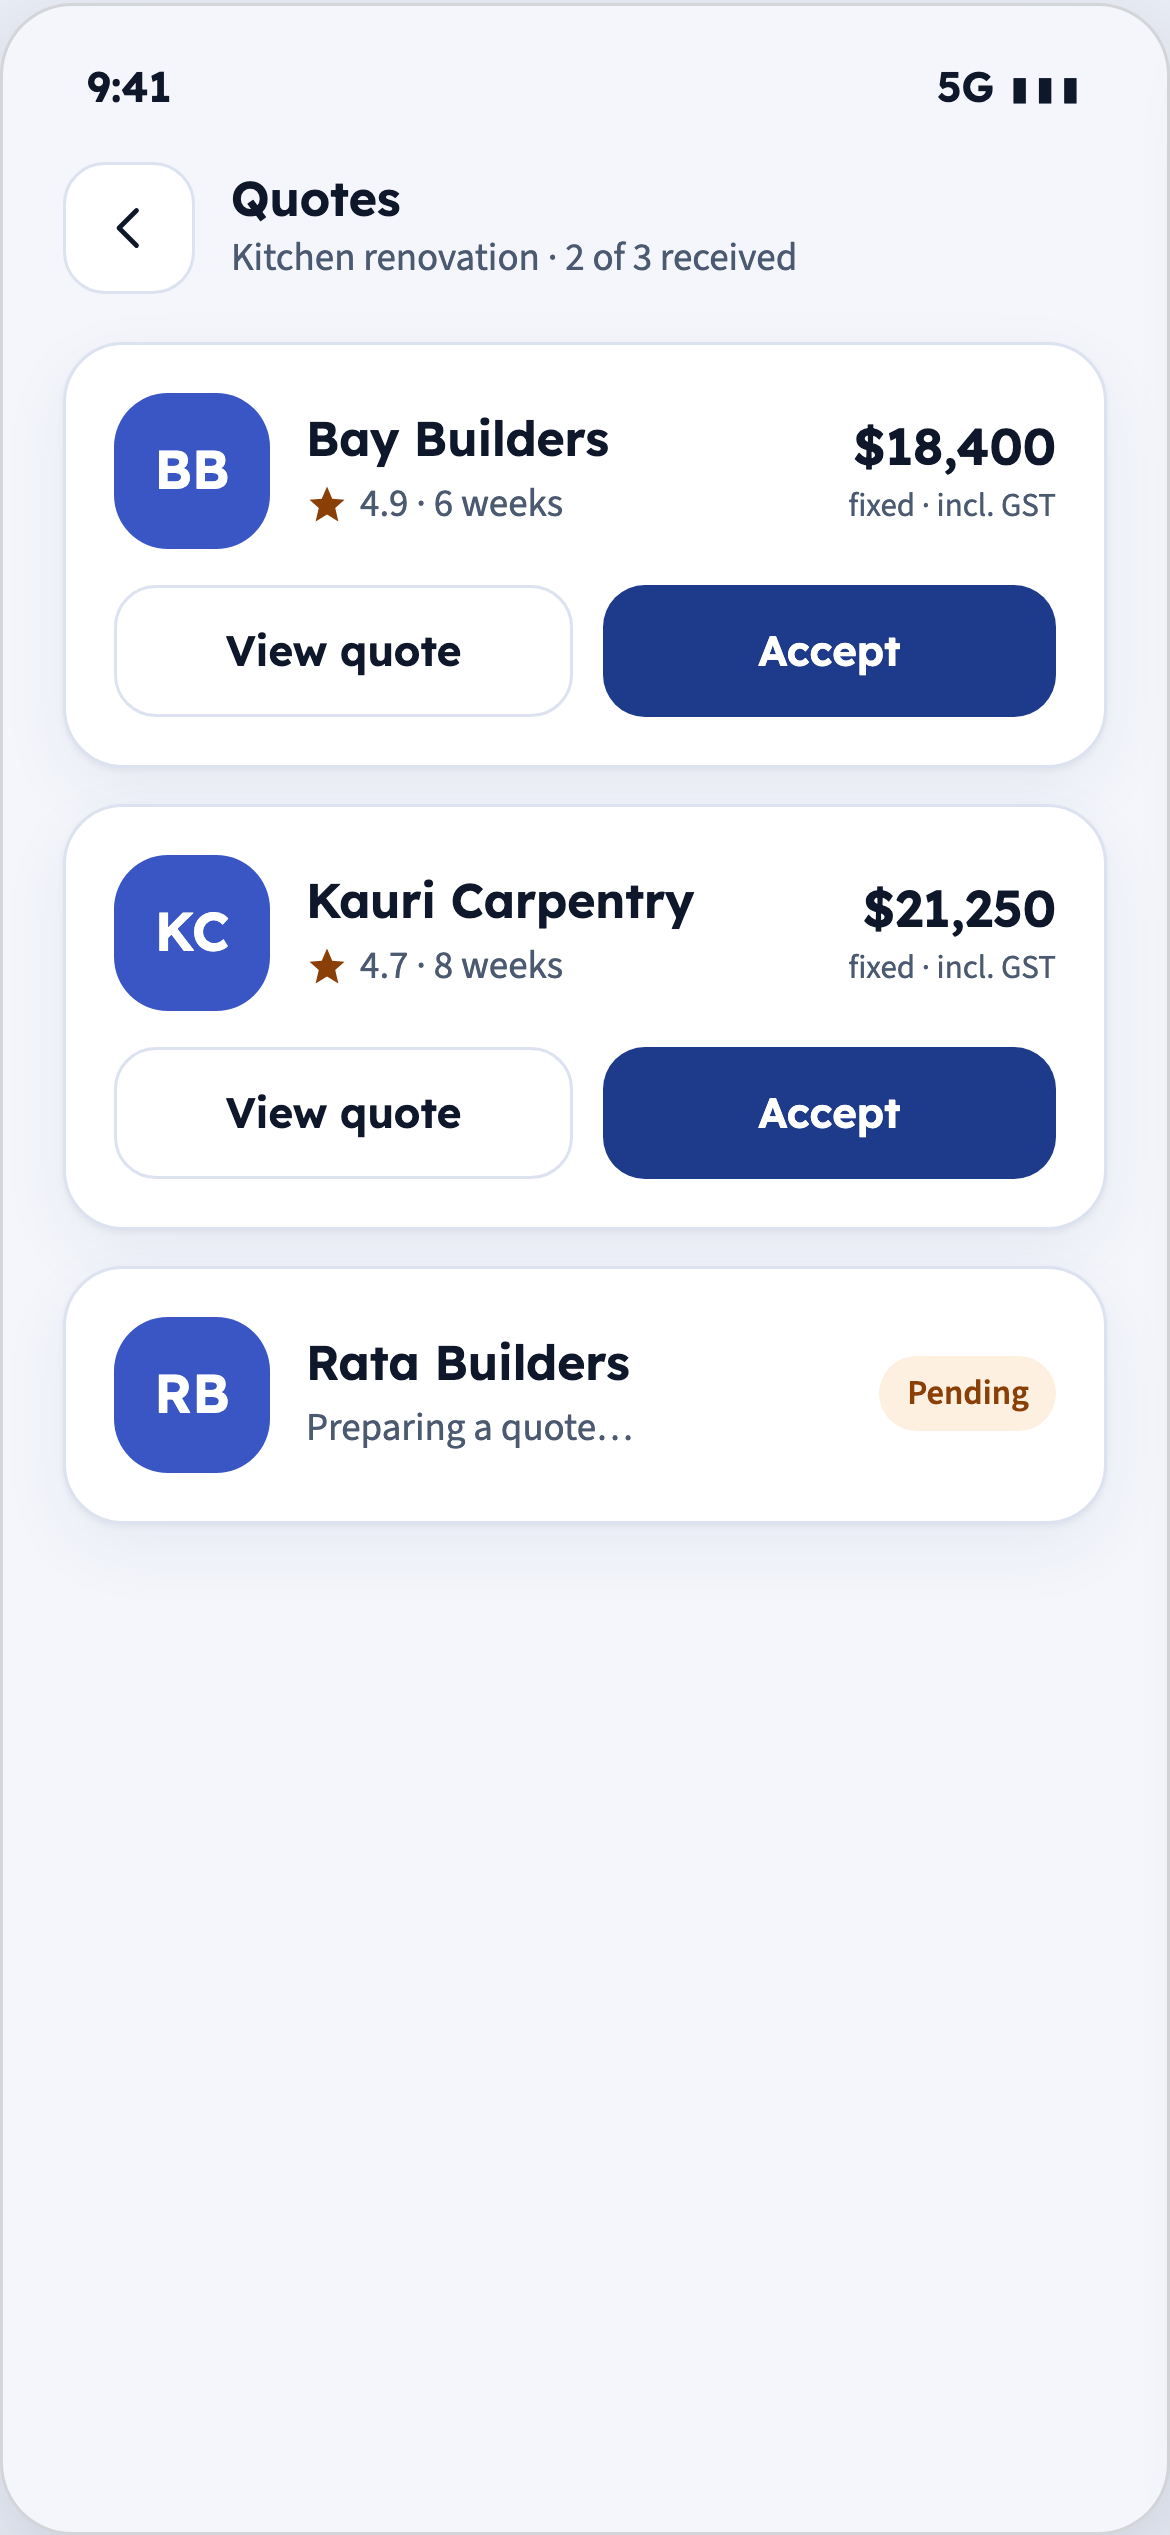 9:41
5G
Quotes
Kitchen renovation · 2 of 3 received
BB
Bay Builders
4.9 · 6 weeks
$18,400
fixed · incl. GST
View quote
Accept
KC
Kauri Carpentry
4.7 · 8 weeks
$21,250
fixed · incl. GST
View quote
Accept
RB
Rata Builders
Preparing a quote…
Pending